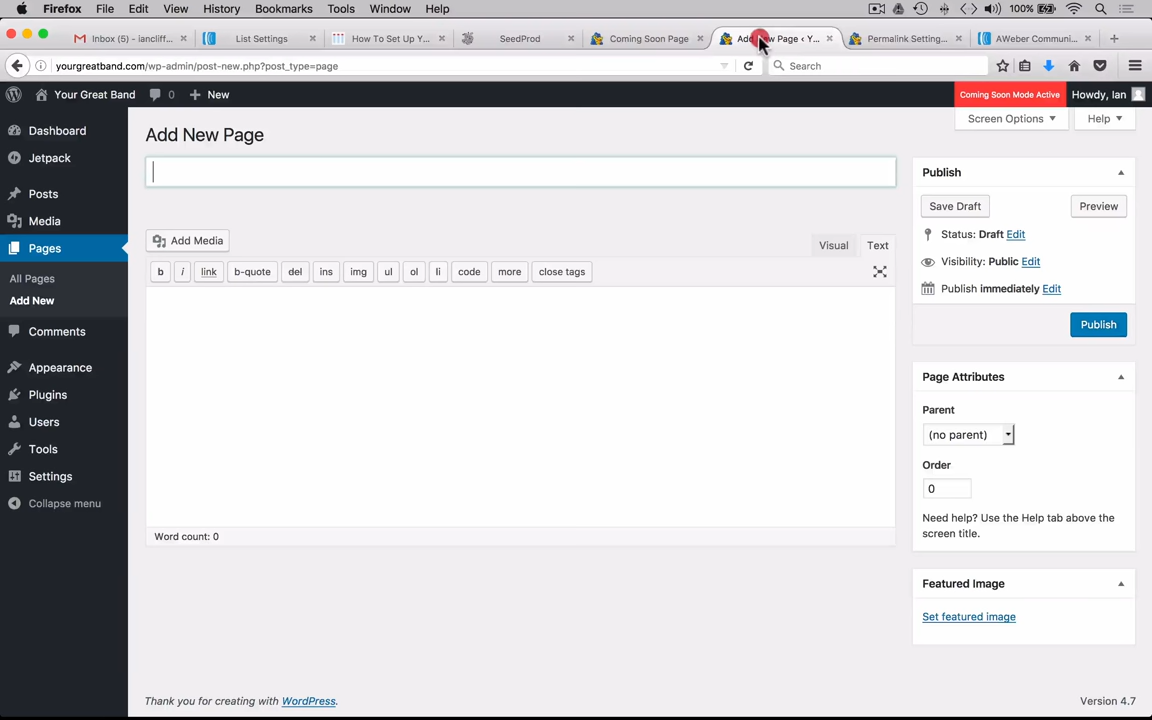 Firefox File Edit View History Bookmarks Tools Window Help 100%
Inbox (5) - iancliff... List Settings How To Set Up Y... SeedProd Coming Soon Page Add New Page ‹ Y... Permalink Setting... AWeber Communi...
yourgreatband.com/wp-admin/post-new.php?post_type=page Search
Your Great Band 0 New Coming Soon Mode Active Howdy, Ian
Screen Options Help
Add New Page
Dashboard
Jetpack
Posts
Media
Pages
All Pages
Add New
Comments
Appearance
Plugins
Users
Tools
Settings
Collapse menu
Add Media
Visual Text
b i link b-quote del ins img ul ol li code more close tags
Word count: 0
Publish
Save Draft Preview
Status: Draft Edit
Visibility: Public Edit
Publish immediately Edit
Publish
Page Attributes
Parent
(no parent)
Order
0
Need help? Use the Help tab above the
screen title.
Featured Image
Set featured image
Thank you for creating with WordPress. Version 4.7